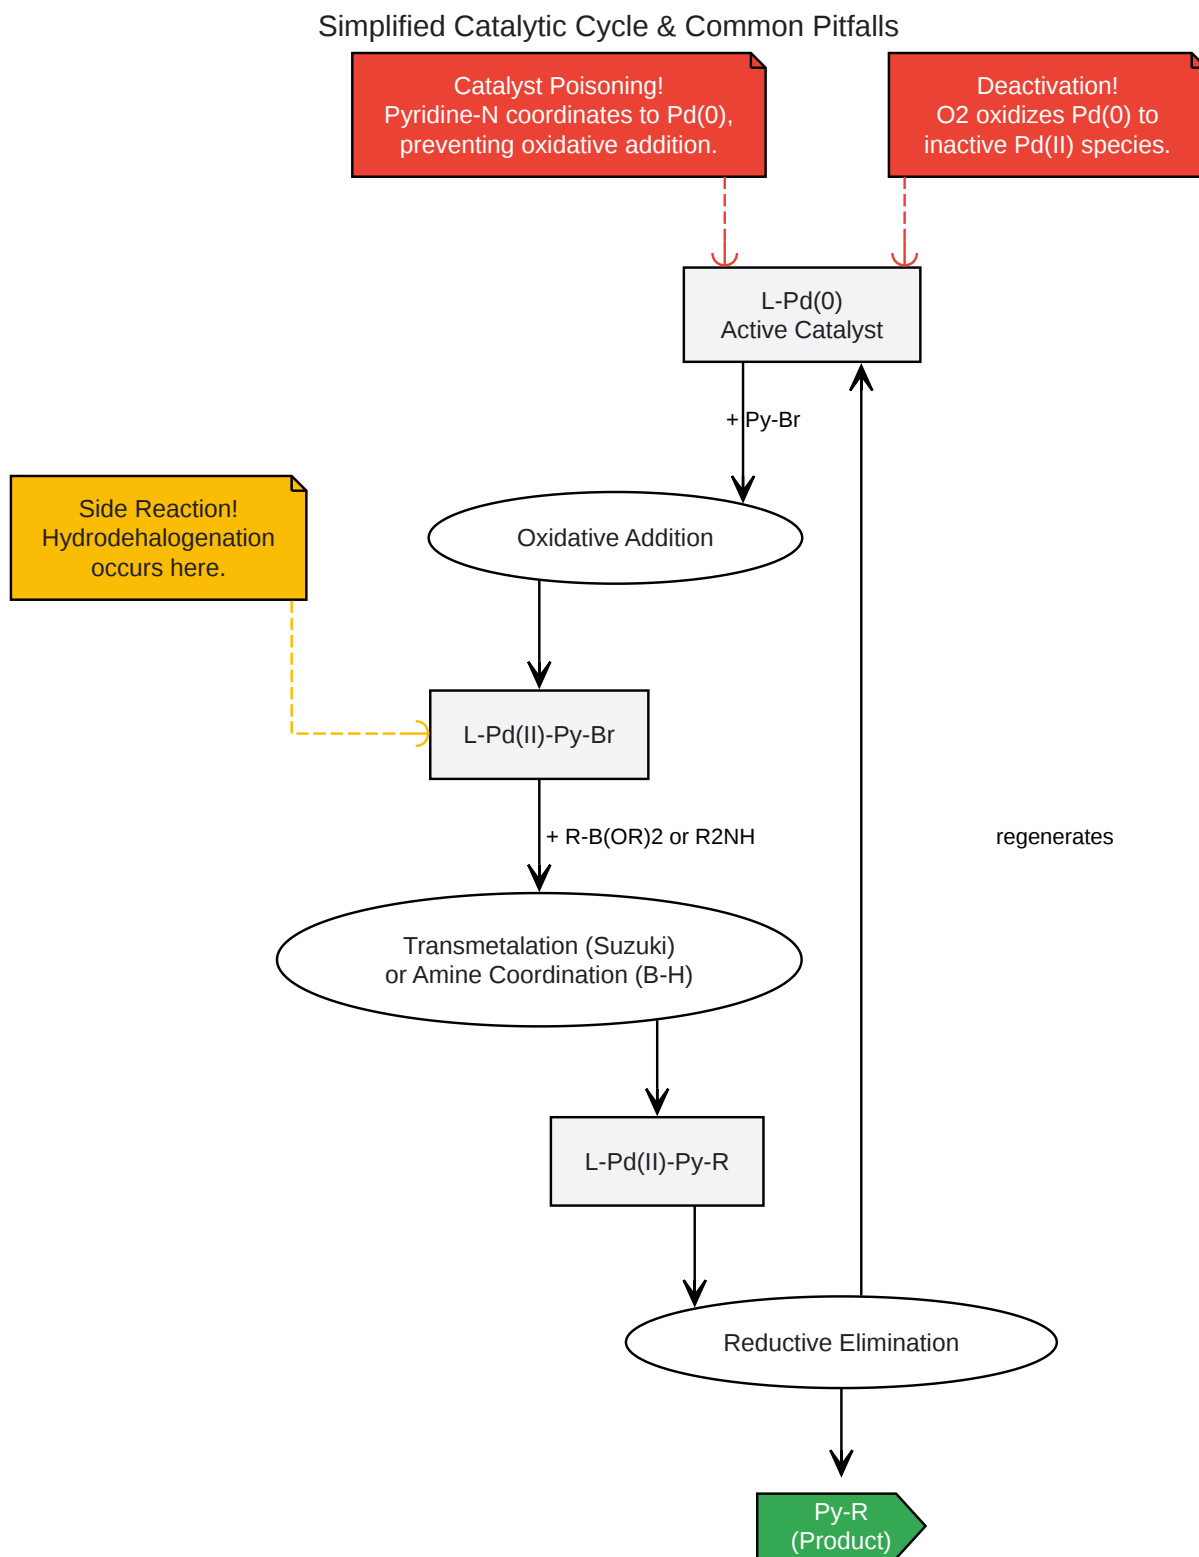 Simplified Catalytic Cycle & Common Pitfalls
Catalyst Poisoning!
Pyridine-N coordinates to Pd(0),
preventing oxidative addition.
Deactivation!
O2 oxidizes Pd(0) to
inactive Pd(II) species.
L-Pd(0)
Active Catalyst
+ Py-Br
Side Reaction!
Hydrodehalogenation
occurs here.
Oxidative Addition
L-Pd(II)-Py-Br
+ R-B(OR)2 or R2NH
regenerates
Transmetalation (Suzuki)
or Amine Coordination (B-H)
L-Pd(II)-Py-R
Reductive Elimination
Py-R
(Product)